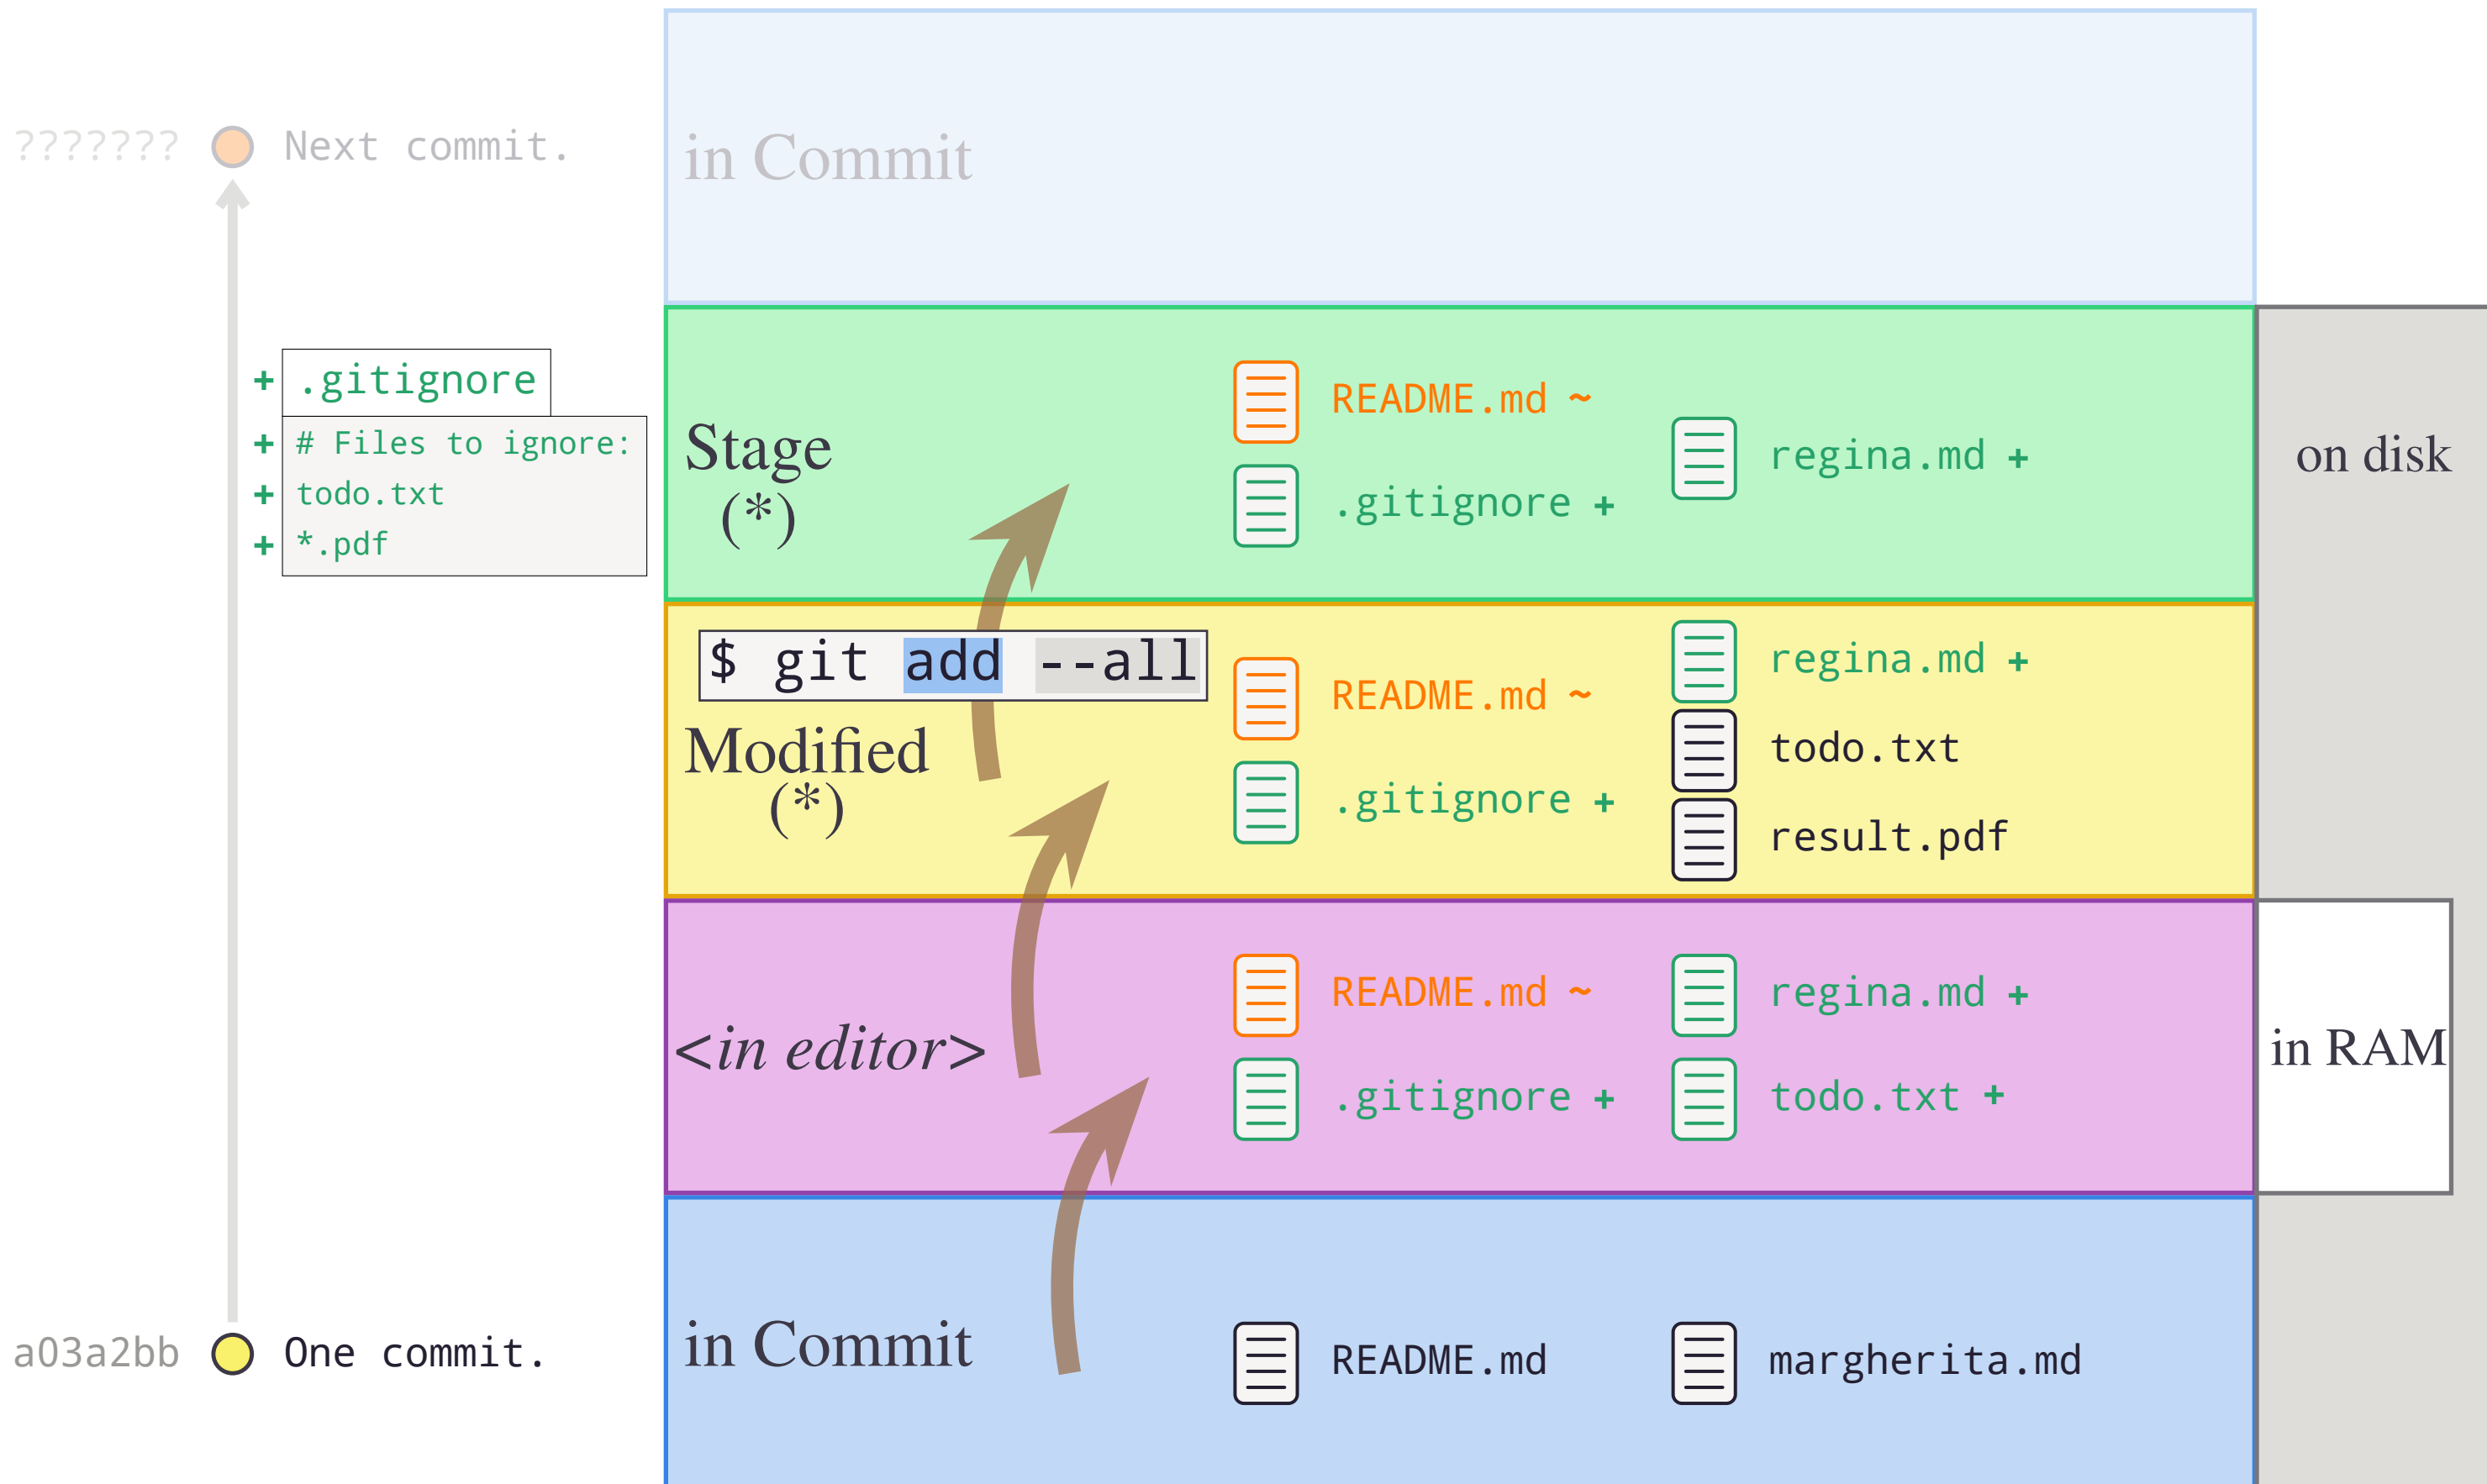 ??????? Next commit.
in Commit
+ .gitignore
+ # Files to ignore:
+ todo.txt
+ *.pdf
Stage
(*)
README.md ~
.gitignore +
regina.md +
on disk
$ git add --all
Modified
(*)
README.md ~
.gitignore +
regina.md +
todo.txt
result.pdf
<in editor>
README.md ~
.gitignore +
regina.md +
todo.txt +
in RAM
a03a2bb One commit.
in Commit
README.md
margherita.md